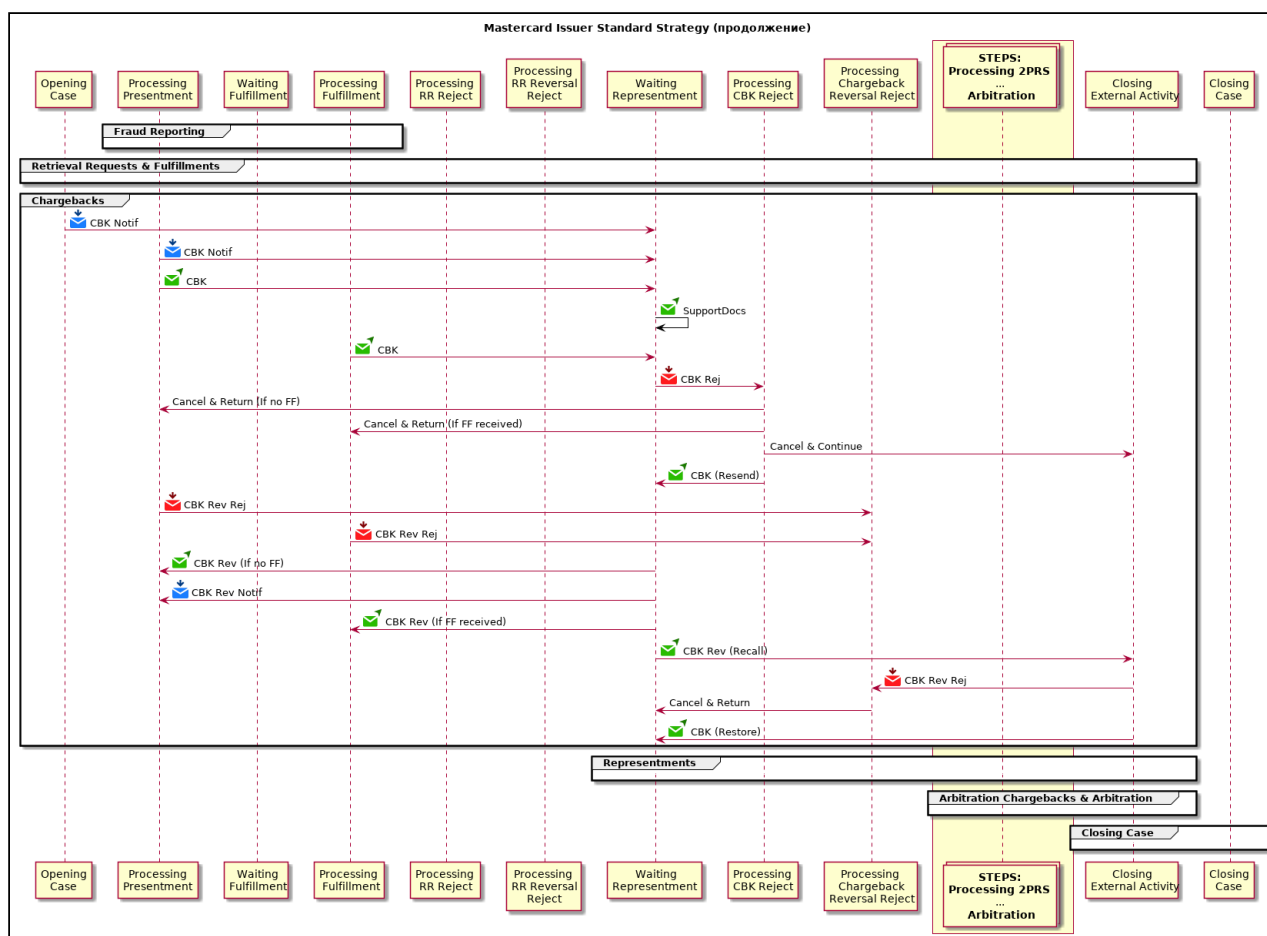 Mastercard Issuer Standard Strategy (продолжение)
Opening
Case
Processing
Presentment
Waiting
Fulfillment
Processing
Fulfillment
Processing
RR Reject
Processing
RR Reversal
Reject
Waiting
Representment
Processing
CBK Reject
Processing
Chargeback
Reversal Reject
STEPS:
Processing 2PRS
...
Arbitration
Closing
External Activity
Closing
Case
Fraud Reporting
Retrieval Requests & Fulfillments
Chargebacks
CBK Notif
CBK Notif
CBK
SupportDocs
CBK
CBK Rej
Cancel & Return (If no FF)
Cancel & Return (If FF received)
Cancel & Continue
CBK (Resend)
CBK Rev Rej
CBK Rev Rej
CBK Rev (If no FF)
CBK Rev Notif
CBK Rev (If FF received)
CBK Rev (Recall)
CBK Rev Rej
Cancel & Return
CBK (Restore)
Representments
Arbitration Chargebacks & Arbitration
Closing Case
Opening
Case
Processing
Presentment
Waiting
Fulfillment
Processing
Fulfillment
Processing
RR Reject
Processing
RR Reversal
Reject
Waiting
Representment
Processing
CBK Reject
Processing
Chargeback
Reversal Reject
STEPS:
Processing 2PRS
...
Arbitration
Closing
External Activity
Closing
Case